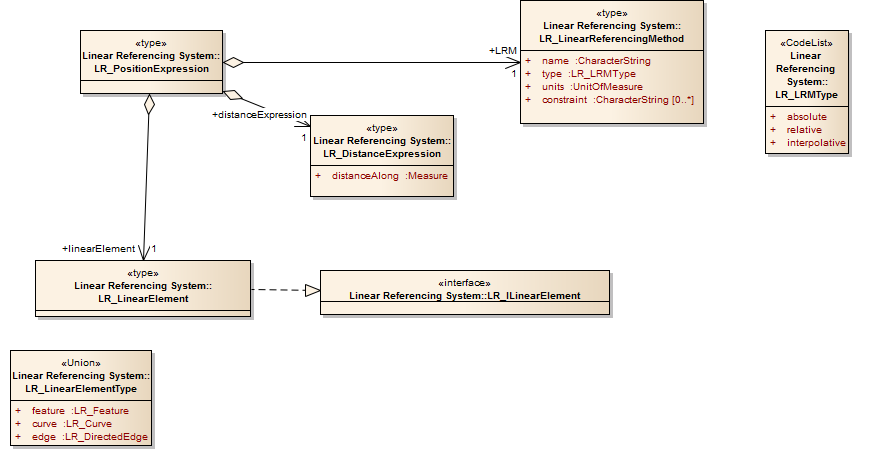 «type»
Linear Referencing System::
LR_PositionExpression
+LRM
1
«type»
Linear Referencing System::
LR_LinearReferencingMethod
+ name :CharacterString
+ type :LR_LRMType
+ units :UnitOfMeasure
+ constraint :CharacterString [0..*]
«CodeList»
Linear
Referencing
System::
LR_LRMType
+ absolute
+ relative
+ interpolative
+distanceExpression
1
«type»
Linear Referencing System::
LR_DistanceExpression
+ distanceAlong :Measure
+linearElement
1
«type»
Linear Referencing System::
LR_LinearElement
«interface»
Linear Referencing System::LR_ILinearElement
«Union»
Linear Referencing System::
LR_LinearElementType
+ feature :LR_Feature
+ curve :LR_Curve
+ edge :LR_DirectedEdge